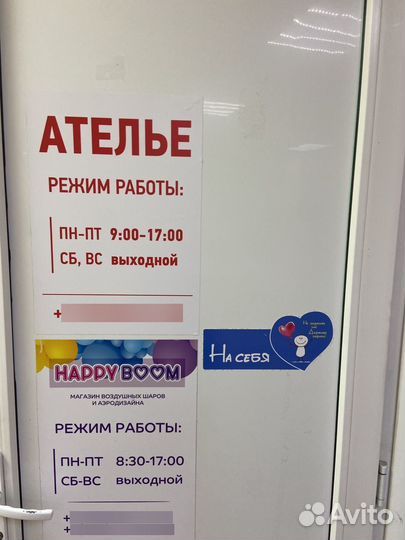 АТЕЛЬЕ
РЕЖИМ РАБОТЫ:
ПН-ПТ 9:00-17:00
СБ, ВС выходной
+
НА СЕБЯ
HAPPY BOOM
МАГАЗИН ВОЗДУШНЫХ ШАРОВ
И АЭРОДИЗАЙНА
РЕЖИМ РАБОТЫ:
ПН-ПТ 8:30-17:00
СБ-ВС выходной
+
+
Avito